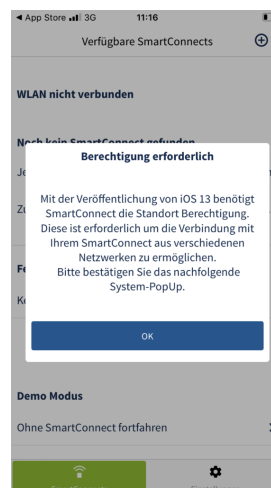 ◀ App Store 3G 11:16
Verfügbare SmartConnects
WLAN nicht verbunden
Noch kein SmartConnect gefunden
Berechtigung erforderlich
Mit der Veröffentlichung von iOS 13 benötigt
SmartConnect die Standort Berechtigung.
Diese ist erforderlich um die Verbindung mit
Ihrem SmartConnect aus verschiedenen
Netzwerken zu ermöglichen.
Bitte bestätigen Sie das nachfolgende
System-PopUp.
OK
Demo Modus
Ohne SmartConnect fortfahren
SmartConnects
Einstellungen